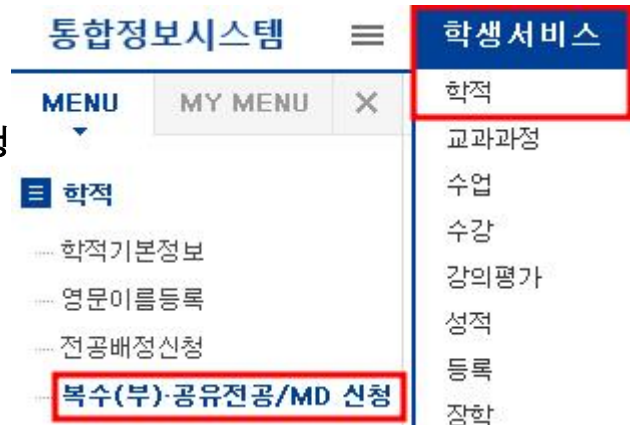 통합정보시스템
MENU MY MENU
학적
학적기본정보
영문이름등록
전공배정신청
복수(부)·공유전공/MD 신청
학생서비스
학적
교과과정
수업
수강
강의평가
성적
등록
장학